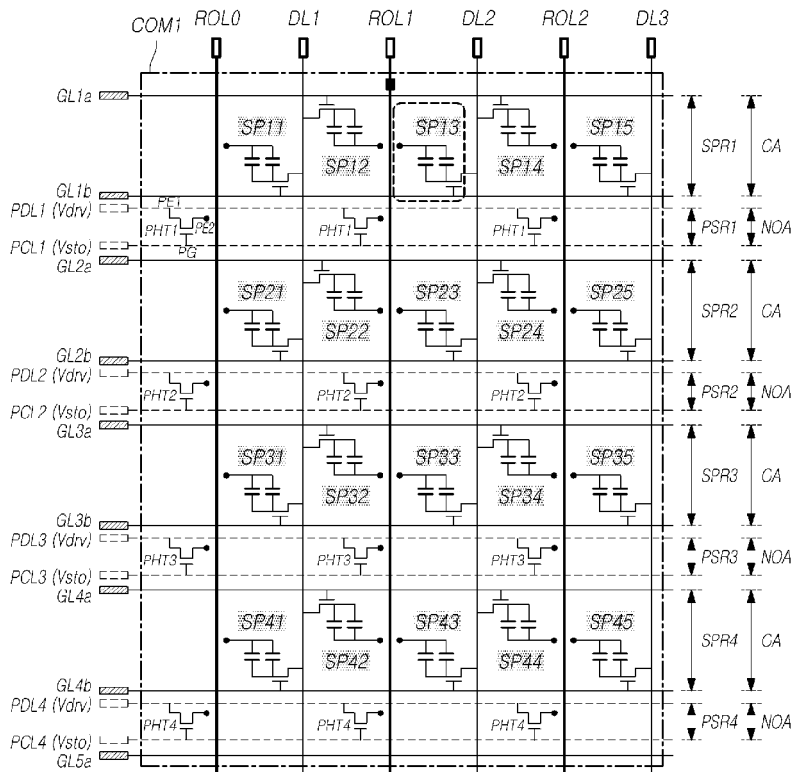 COM1 ROL0 DL1 ROL1 DL2 ROL2 DL3
GL1a
SP11 SP13 SP15
SP12 SP14
SPR1 CA
GL1b
PDL1 (Vdrv)
PE1
PHT1 PE2 PHT1 PHT1
PSR1 NOA
PCL1 (Vsto)
PG
GL2a
SP21 SP23 SP25
SP22 SP24
SPR2 CA
GL2b
PDL2 (Vdrv)
PHT2 PHT2 PHT2
PSR2 NOA
PCL2 (Vsto)
GL3a
SP31 SP33 SP35
SP32 SP34
SPR3 CA
GL3b
PDL3 (Vdrv)
PHT3 PHT3 PHT3
PSR3 NOA
PCL3 (Vsto)
GL4a
SP41 SP43 SP45
SP42 SP44
SPR4 CA
GL4b
PDL4 (Vdrv)
PHT4 PHT4 PHT4
PSR4 NOA
PCL4 (Vsto)
GL5a